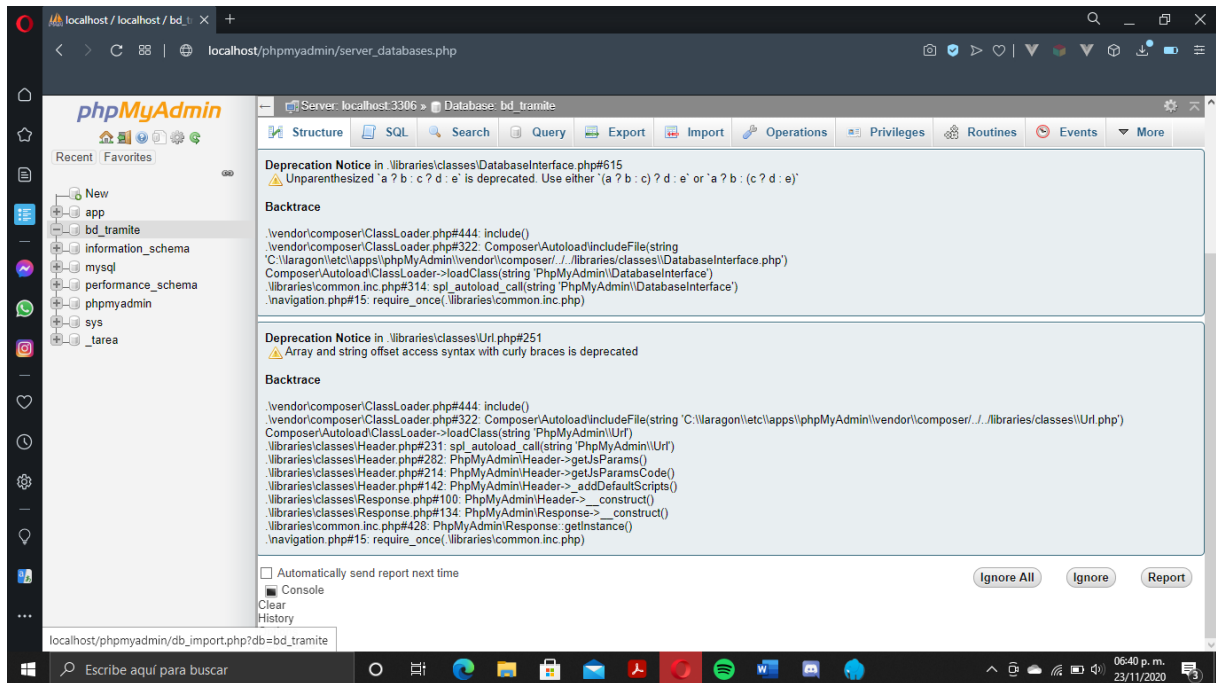 localhost / localhost / bd_t
localhost/phpmyadmin/server_databases.php
phpMyAdmin
Recent Favorites
New
app
bd_tramite
information_schema
mysql
performance_schema
phpmyadmin
sys
_tarea
Server: localhost:3306 » Database: bd_tramite
Structure SQL Search Query Export Import Operations Privileges Routines Events More
Deprecation Notice in .\libraries\classes\DatabaseInterface.php#615
Unparenthesized `a ? b : c ? d : e` is deprecated. Use either `(a ? b : c) ? d : e` or `a ? b : (c ? d : e)`
Backtrace
.\vendor\composer\ClassLoader.php#444: include()
.\vendor\composer\ClassLoader.php#322: Composer\Autoload\includeFile(string
'C:\\laragon\\etc\\apps\\phpMyAdmin\\vendor\\composer/../../libraries/classes\\DatabaseInterface.php')
Composer\Autoload\ClassLoader->loadClass(string 'PhpMyAdmin\\DatabaseInterface')
.\libraries\common.inc.php#314: spl_autoload_call(string 'PhpMyAdmin\\DatabaseInterface')
.\navigation.php#15: require_once(.\libraries\common.inc.php)
Deprecation Notice in .\libraries\classes\Url.php#251
Array and string offset access syntax with curly braces is deprecated
Backtrace
.\vendor\composer\ClassLoader.php#444: include()
.\vendor\composer\ClassLoader.php#322: Composer\Autoload\includeFile(string 'C:\\laragon\\etc\\apps\\phpMyAdmin\\vendor\\composer/../../libraries/classes\\Url.php')
Composer\Autoload\ClassLoader->loadClass(string 'PhpMyAdmin\\Url')
.\libraries\classes\Header.php#231: spl_autoload_call(string 'PhpMyAdmin\\Url')
.\libraries\classes\Header.php#282: PhpMyAdmin\Header->getJsParams()
.\libraries\classes\Header.php#214: PhpMyAdmin\Header->getJsParamsCode()
.\libraries\classes\Header.php#142: PhpMyAdmin\Header->_addDefaultScripts()
.\libraries\classes\Response.php#100: PhpMyAdmin\Header->__construct()
.\libraries\classes\Response.php#134: PhpMyAdmin\Response->__construct()
.\libraries\common.inc.php#428: PhpMyAdmin\Response::getInstance()
.\navigation.php#15: require_once(.\libraries\common.inc.php)
Automatically send report next time
Ignore All Ignore Report
Console
Clear
History
localhost/phpmyadmin/db_import.php?db=bd_tramite
Escribe aquí para buscar
06:40 p. m.
23/11/2020
3